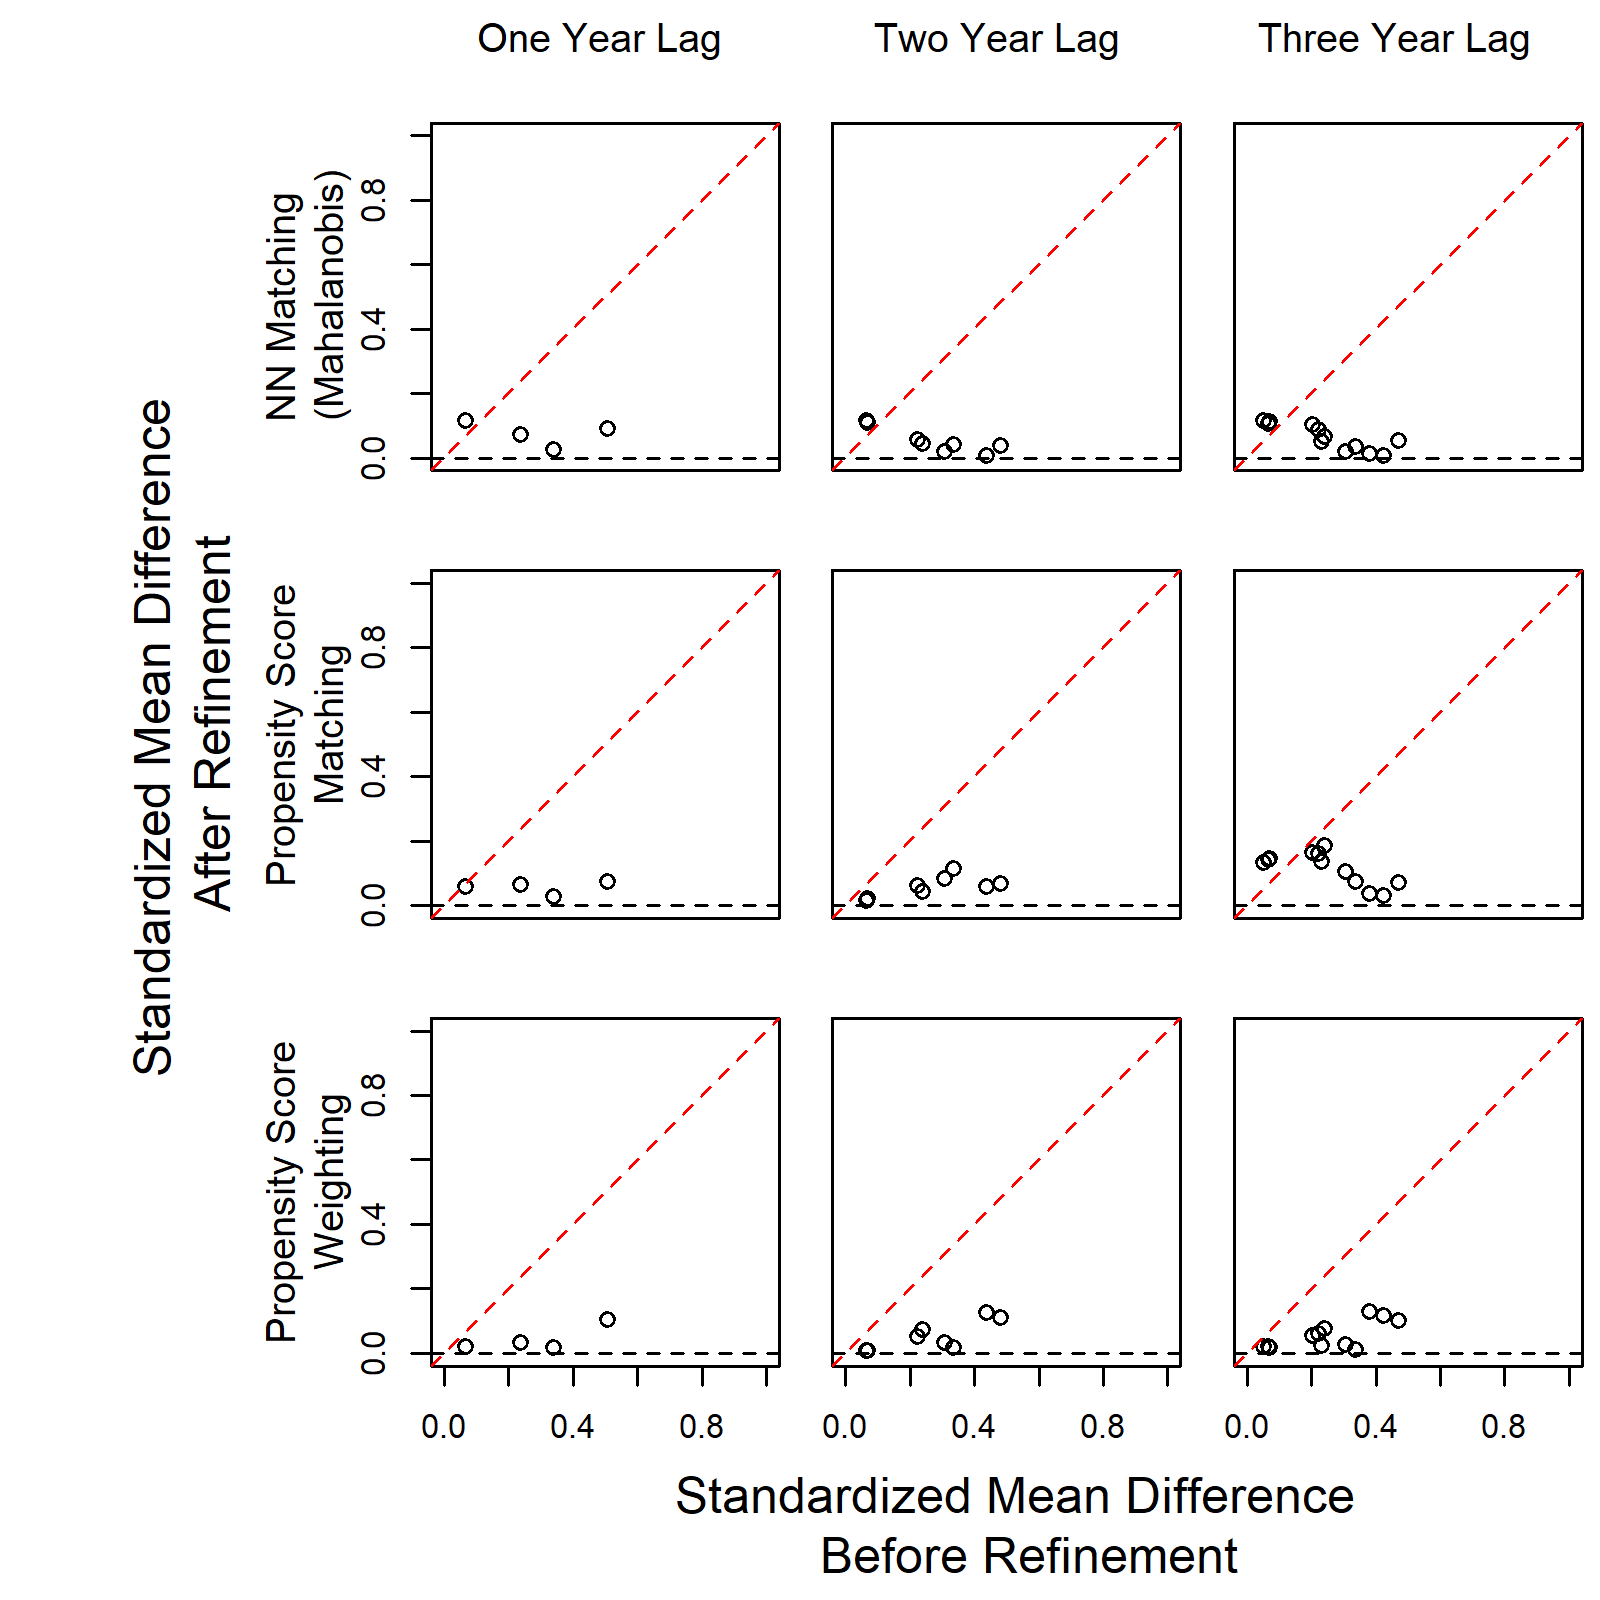 One Year Lag
Two Year Lag
Three Year Lag
Standardized Mean Difference
After Refinement
NN Matching
(Mahalanobis)
0.0
0.4
0.8
Propensity Score
Matching
0.0
0.4
0.8
Propensity Score
Weighting
0.0
0.4
0.8
0.0
0.4
0.8
0.0
0.4
0.8
0.0
0.4
0.8
Standardized Mean Difference
Before Refinement